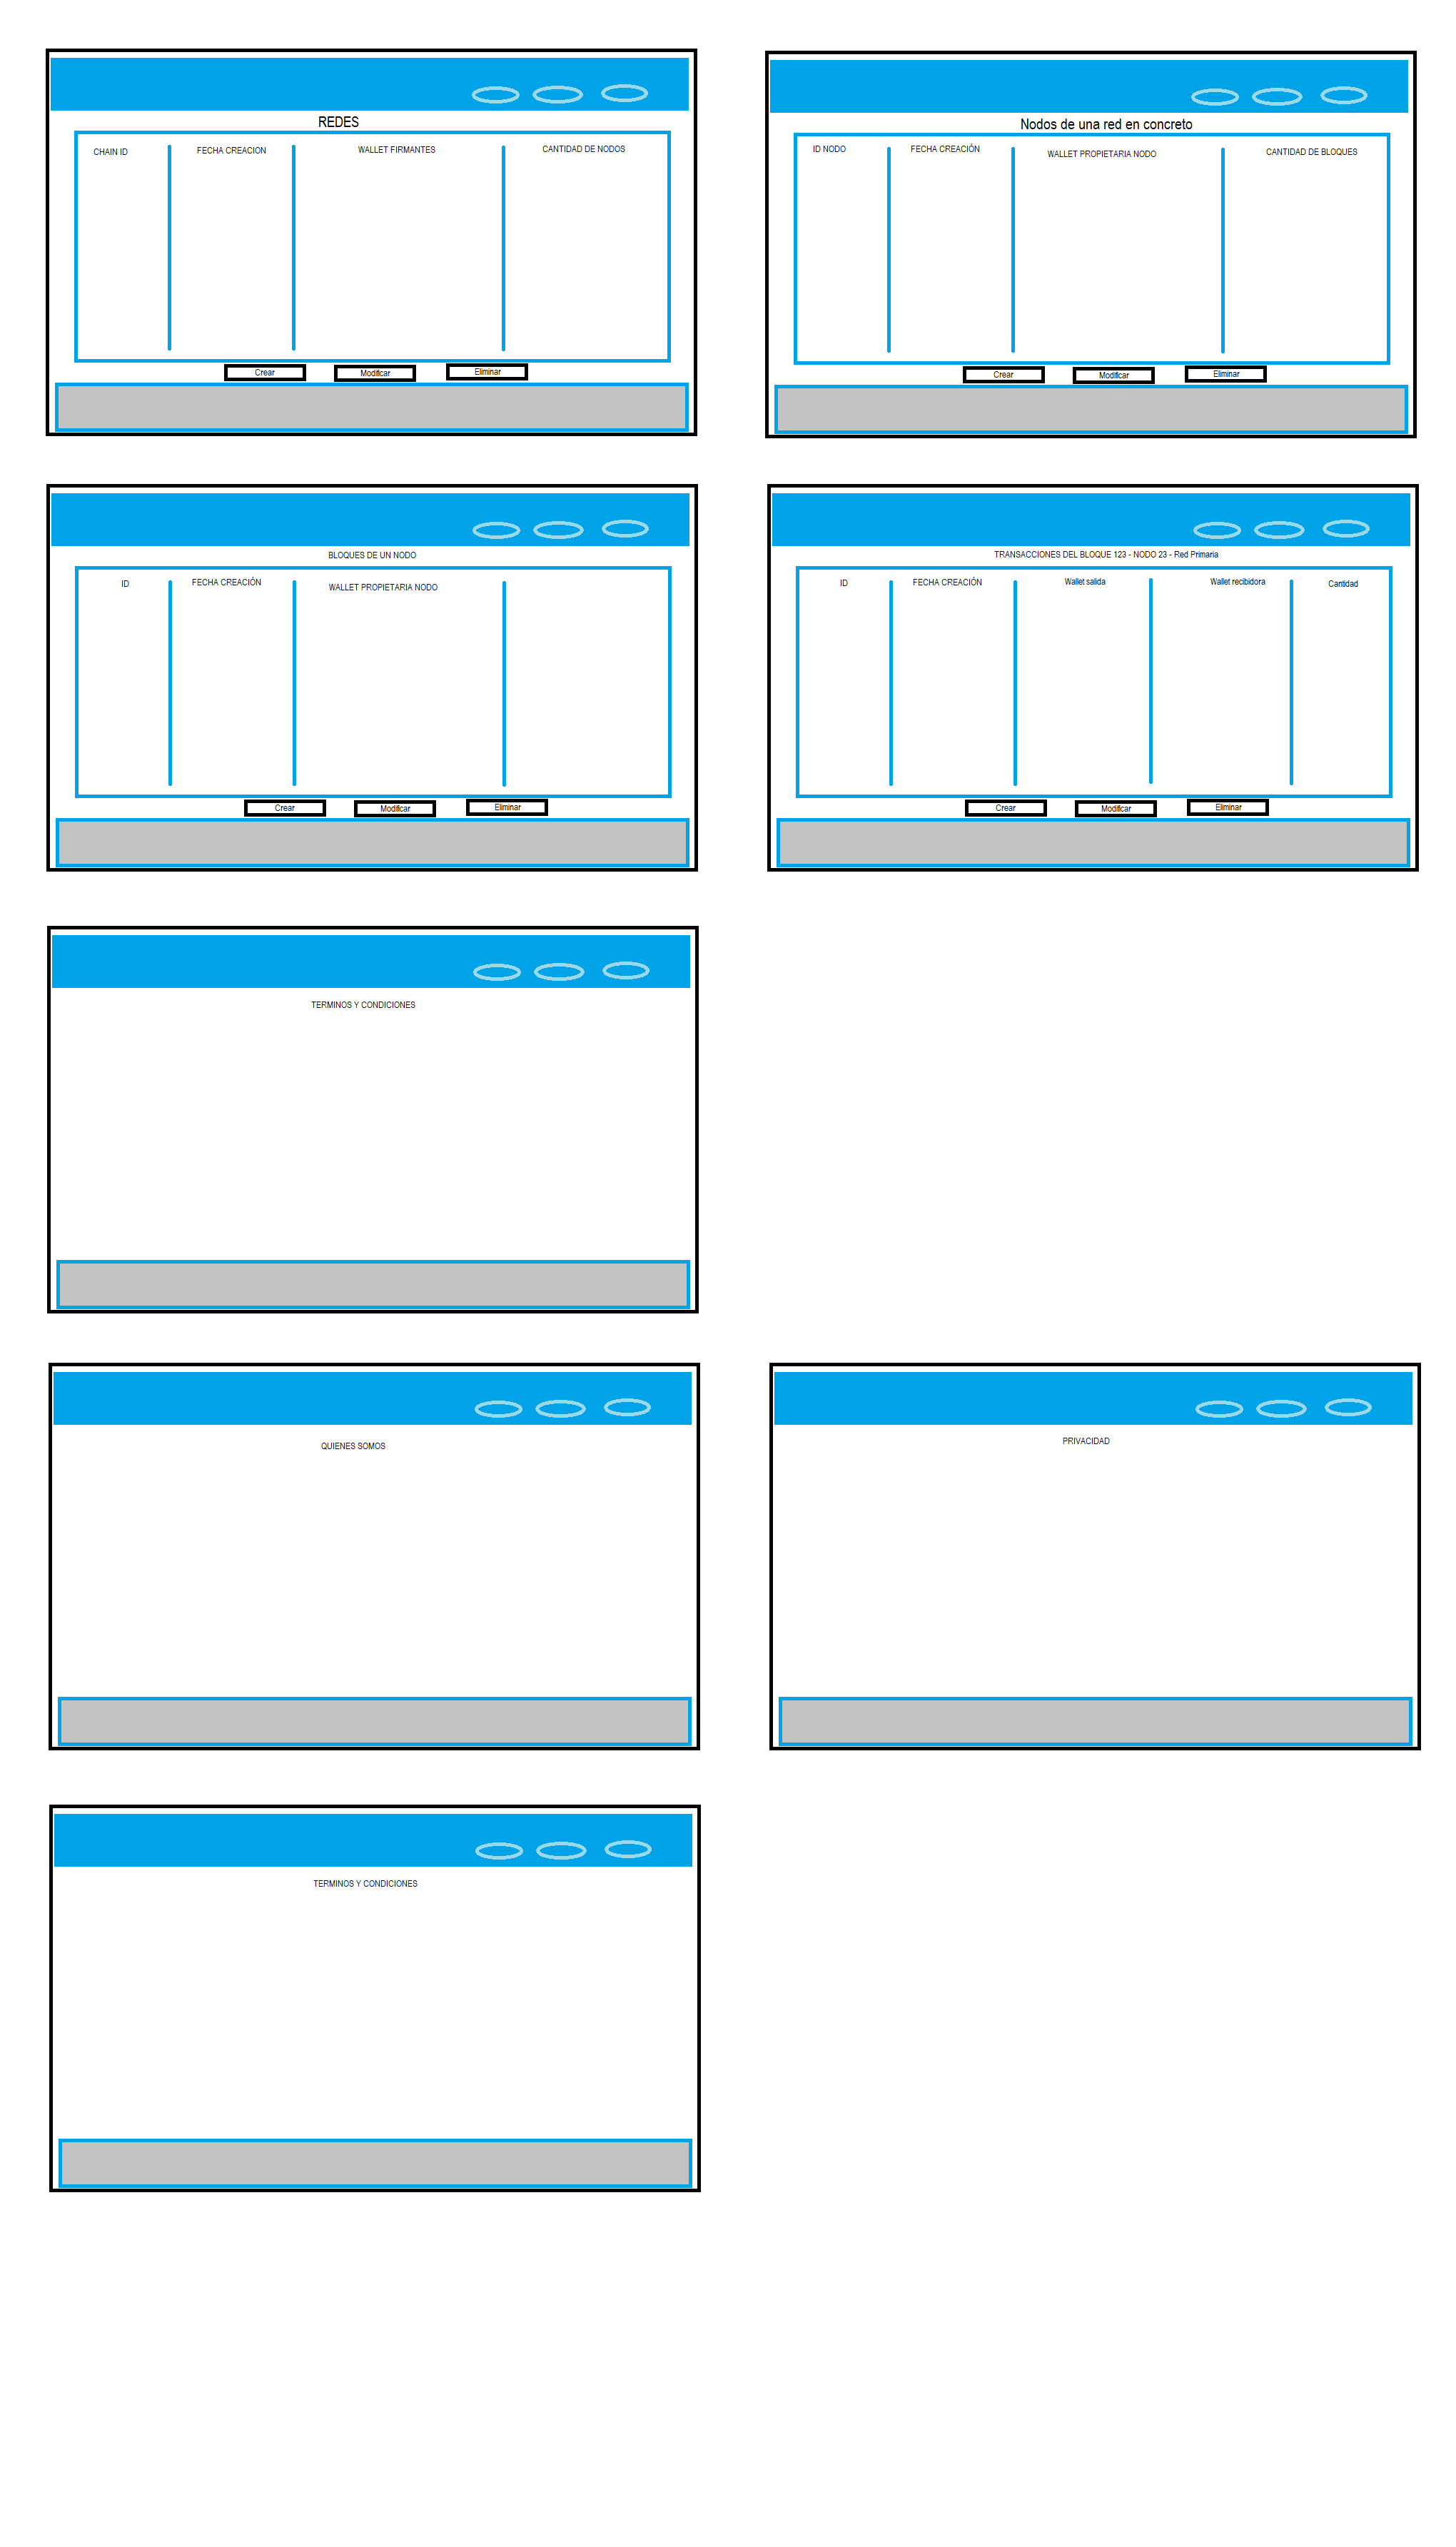 REDES
CHAIN ID
FECHA CREACION
WALLET FIRMANTES
CANTIDAD DE NODOS
Crear
Modificar
Eliminar
Nodos de una red en concreto
ID NODO
FECHA CREACIÓN
WALLET PROPIETARIA NODO
CANTIDAD DE BLOQUES
Crear
Modificar
Eliminar
BLOQUES DE UN NODO
ID
FECHA CREACIÓN
WALLET PROPIETARIA NODO
Crear
Modificar
Eliminar
TRANSACCIONES DEL BLOQUE 123 - NODO 23 - Red Primaria
ID
FECHA CREACIÓN
Wallet salida
Wallet recibidora
Cantidad
Crear
Modificar
Eliminar
TERMINOS Y CONDICIONES
QUIENES SOMOS
PRIVACIDAD
TERMINOS Y CONDICIONES